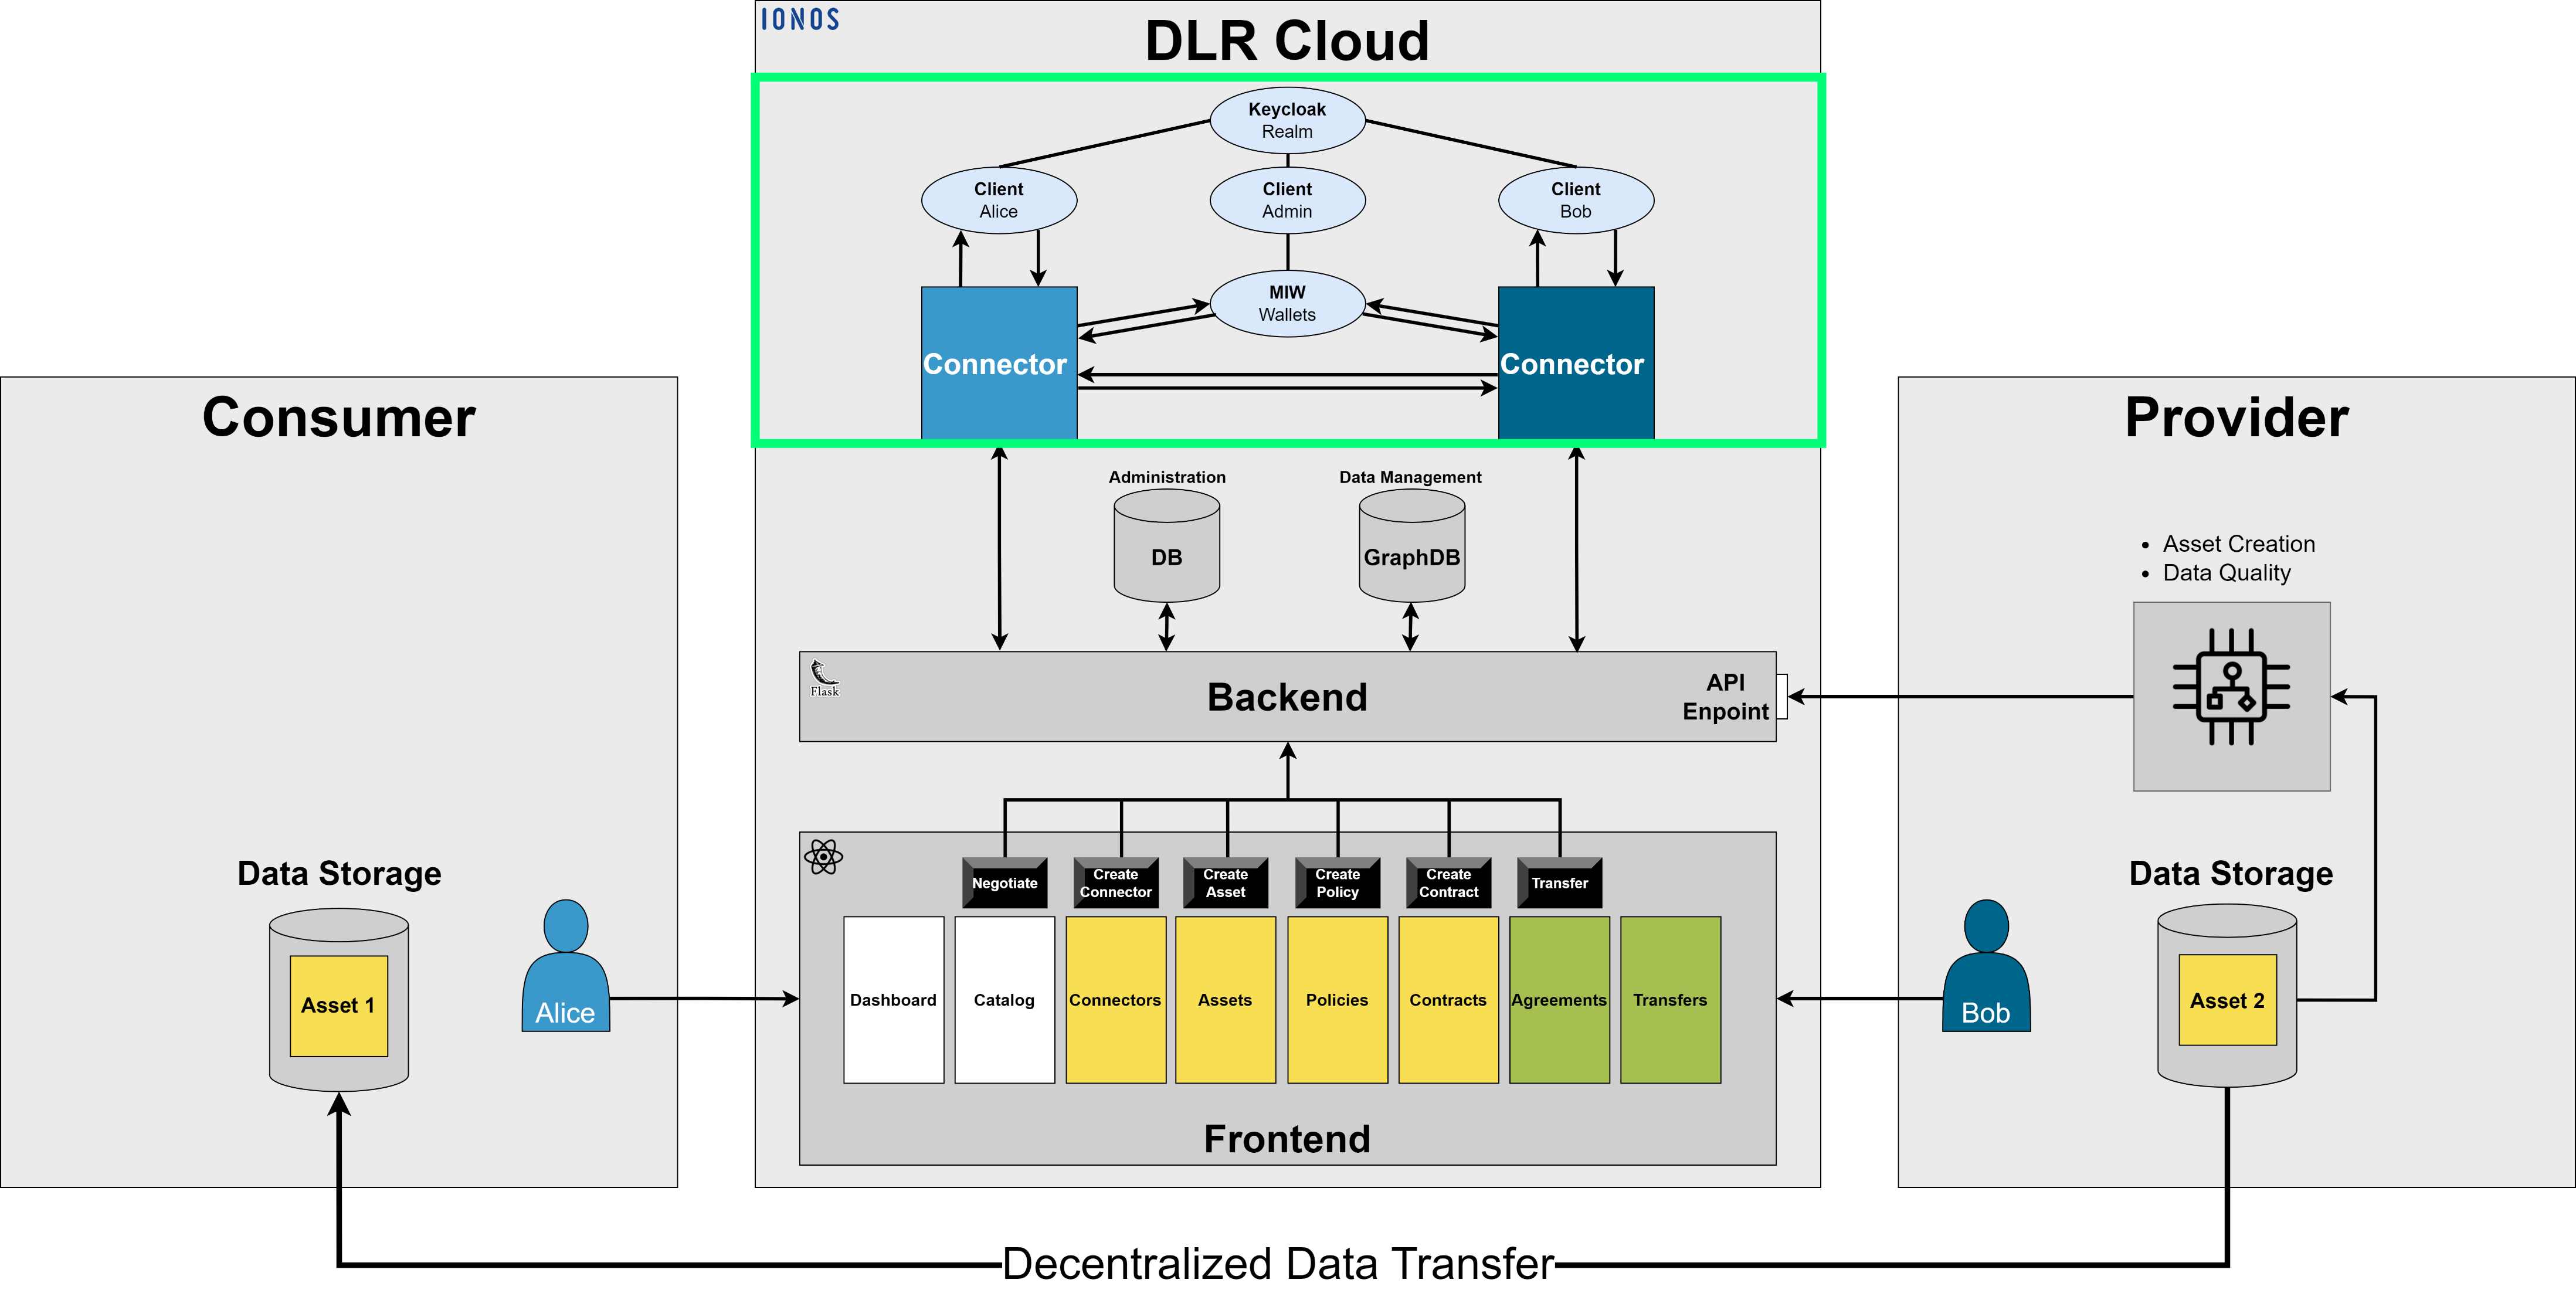 IONOS
DLR Cloud
Keycloak
Realm
Client
Alice
Client
Admin
Client
Bob
MIW
Wallets
Connector
Connector
Consumer
Provider
Administration
DB
Data Management
GraphDB
• Asset Creation
• Data Quality
Flask
Backend
API
Enpoint
Negotiate
Create
Connector
Create
Asset
Create
Policy
Create
Contract
Transfer
Data Storage
Asset 1
Alice
Dashboard
Catalog
Connectors
Assets
Policies
Contracts
Agreements
Transfers
Frontend
Bob
Data Storage
Asset 2
Decentralized Data Transfer